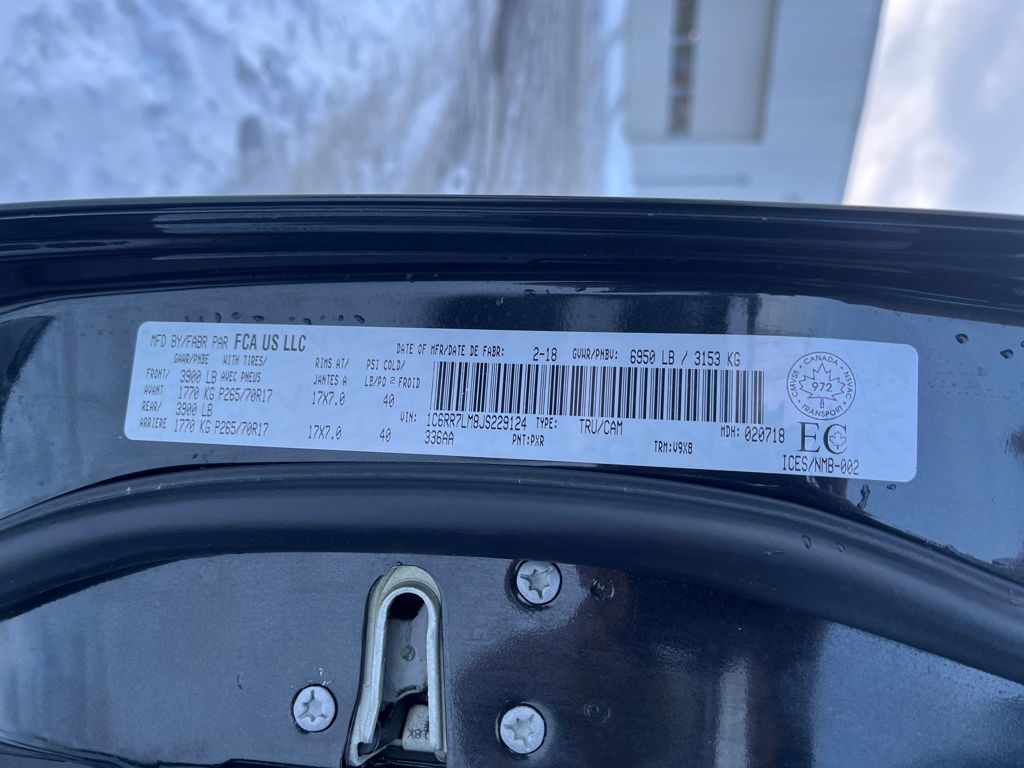 MFD BY/FABR PAR FCA US LLC
DATE OF MFR/DATE DE FABR: 2-18 GVWR/PNBV: 6950 LB / 3153 KG
GAWR/PNBE WITH TIRES/ RIMS AT/ PSI COLD/
FRONT/ 3900 LB AVEC PNEUS JANTES A LB/PO 2 FROID
AVANT 1770 KG P265/70R17 17X7.0 40
REAR/ 3900 LB
ARRIERE 1770 KG P265/70R17 17X7.0 40
VIN: 1C6RR7LM8JS229124 TYPE: TRU/CAM MDH: 020718
336AA PNT:PXR TRM:V9X8
CANADA
CMVSS 972 NSVAC
TRANSPORT
EC
ICES/NMB-002